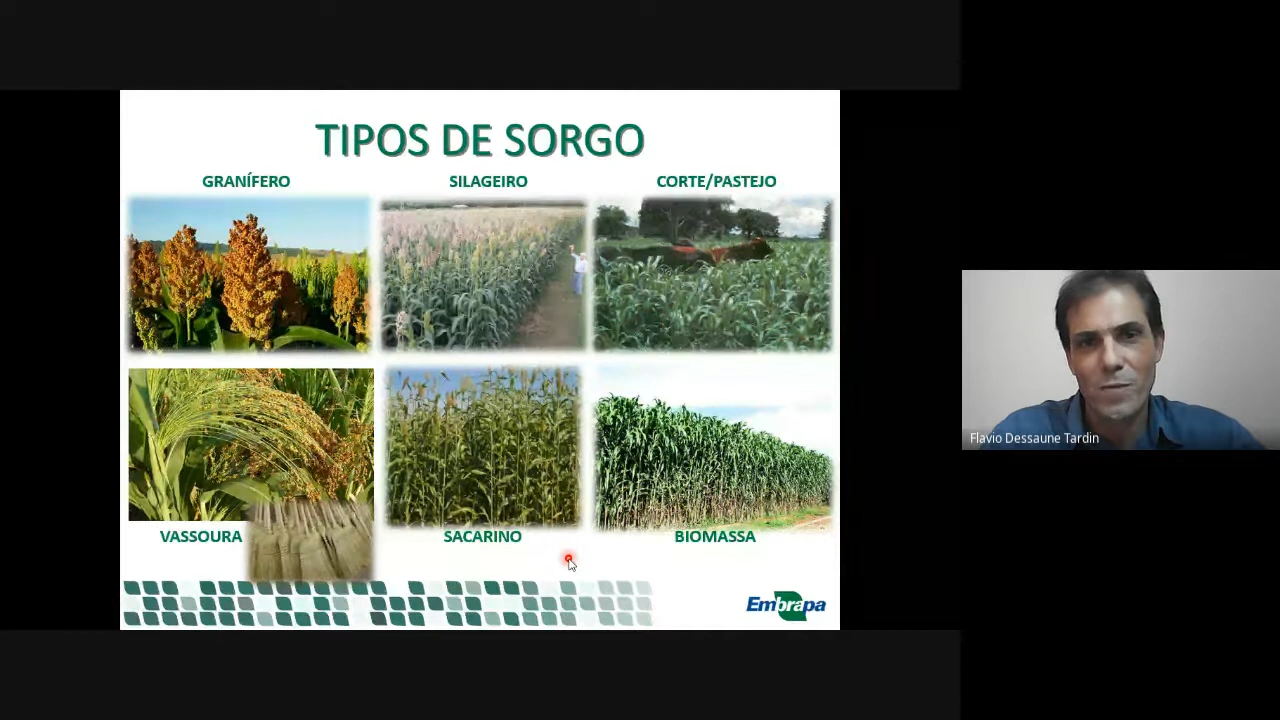 TIPOS DE SORGO
GRANÍFERO
SILAGEIRO
CORTE/PASTEJO
VASSOURA
SACARINO
BIOMASSA
Embrapa
Flavio Dessaune Tardin